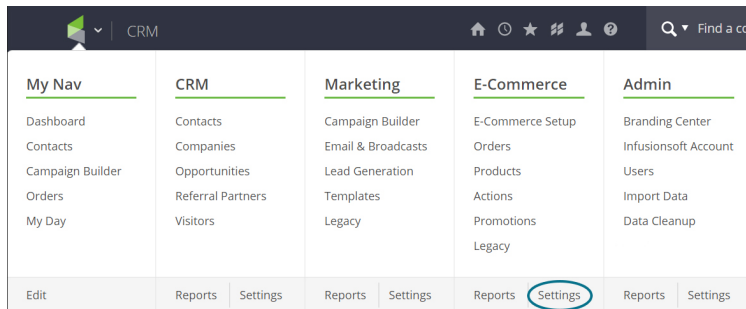 CRM
Find a co
My Nav
Dashboard
Contacts
Campaign Builder
Orders
My Day
Edit
CRM
Contacts
Companies
Opportunities
Referral Partners
Visitors
Reports
Settings
Marketing
Campaign Builder
Email & Broadcasts
Lead Generation
Templates
Legacy
Reports
Settings
E-Commerce
E-Commerce Setup
Orders
Products
Actions
Promotions
Legacy
Reports
Settings
Admin
Branding Center
Infusionsoft Account
Users
Import Data
Data Cleanup
Reports
Settings